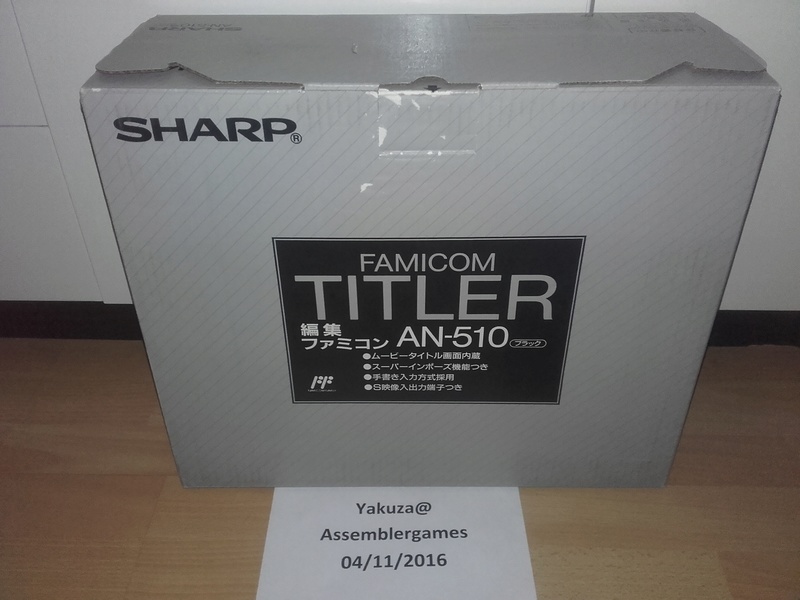 SHARP®
FAMICOM
TITLER
編集
ファミコン AN-510 ブラック
●ムービータイトル画面内蔵
●スーパーインポーズ機能つき
●手書き入力方式採用
●S映像入出力端子つき
Yakuza@
Assemblergames
04/11/2016